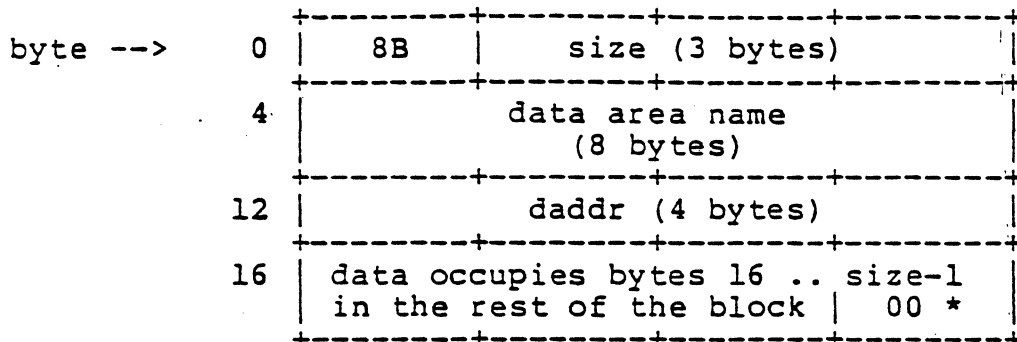 +---------+---------+---------+---------+
byte --> 0 | 8B | size (3 bytes) |
+---------+---------+---------+---------+
4 | data area name |
| (8 bytes) |
+---------+---------+---------+---------+
12 | daddr (4 bytes) |
+---------+---------+---------+---------+
16 | data occupies bytes 16 .. size-1 |
| in the rest of the block | 00 * |
+---------+---------+---------+---------+